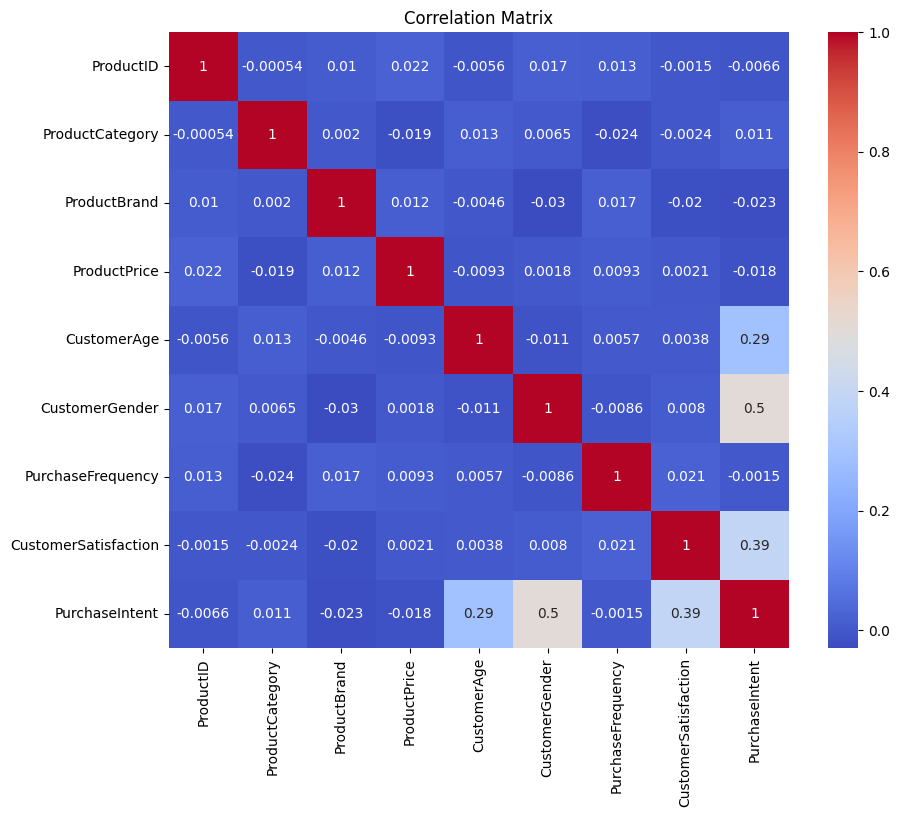 Correlation Matrix
ProductID 1 -0.00054 0.01 0.022 -0.0056 0.017 0.013 -0.0015 -0.0066
ProductCategory -0.00054 1 0.002 -0.019 0.013 0.0065 -0.024 -0.0024 0.011
ProductBrand 0.01 0.002 1 0.012 -0.0046 -0.03 0.017 -0.02 -0.023
ProductPrice 0.022 -0.019 0.012 1 -0.0093 0.0018 0.0093 0.0021 -0.018
CustomerAge -0.0056 0.013 -0.0046 -0.0093 1 -0.011 0.0057 0.0038 0.29
CustomerGender 0.017 0.0065 -0.03 0.0018 -0.011 1 -0.0086 0.008 0.5
PurchaseFrequency 0.013 -0.024 0.017 0.0093 0.0057 -0.0086 1 0.021 -0.0015
CustomerSatisfaction -0.0015 -0.0024 -0.02 0.0021 0.0038 0.008 0.021 1 0.39
PurchaseIntent -0.0066 0.011 -0.023 -0.018 0.29 0.5 -0.0015 0.39 1
ProductID
ProductCategory
ProductBrand
ProductPrice
CustomerAge
CustomerGender
PurchaseFrequency
CustomerSatisfaction
PurchaseIntent
1.0
0.8
0.6
0.4
0.2
0.0